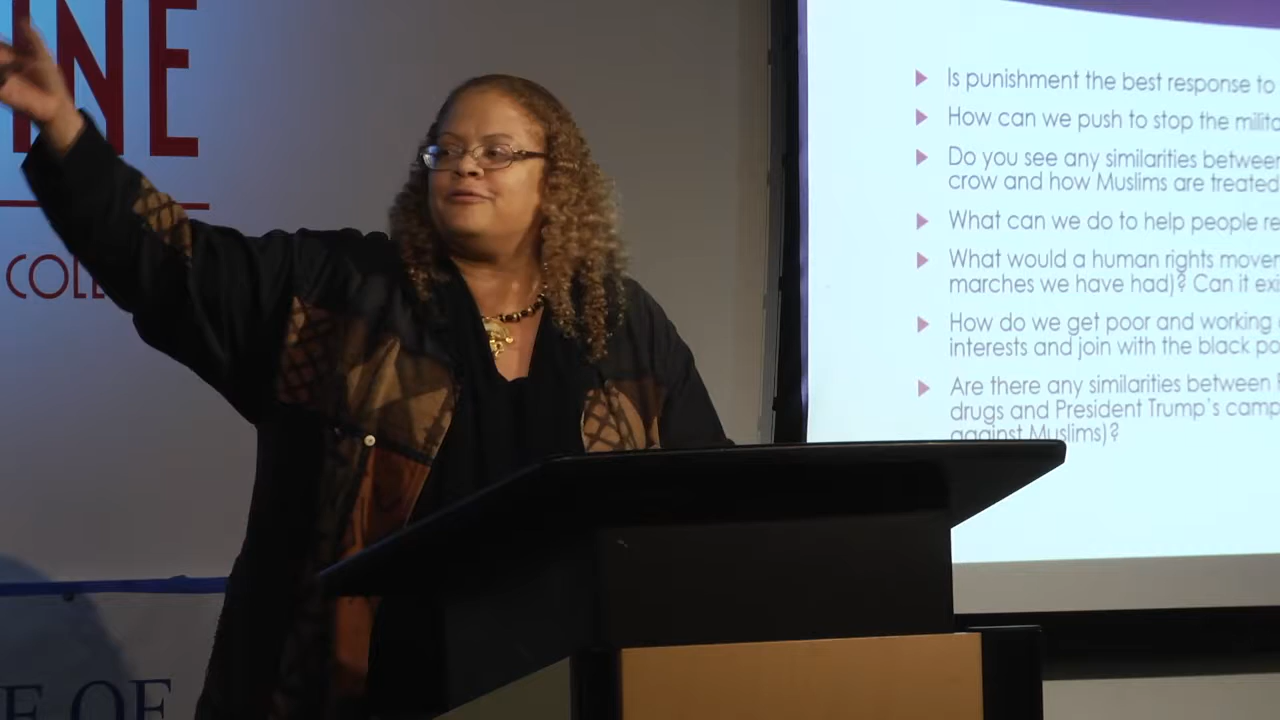 INE
COLL
E OF
Is punishment the best response to
How can we push to stop the milita
Do you see any similarities between
crow and how Muslims are treated
What can we do to help people re
What would a human rights mover
marches we have had)? Can it exi
How do we get poor and working
interests and join with the black po
Are there any similarities between
drugs and President Trump's camp
against Muslims)?